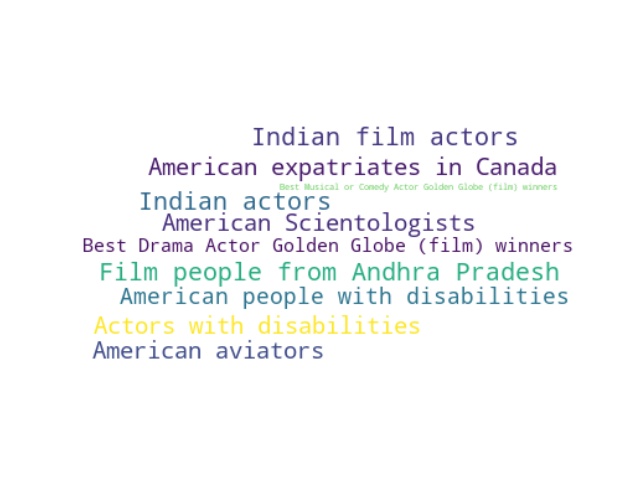 Indian film actors
American expatriates in Canada
Best Musical or Comedy Actor Golden Globe (film) winners
Indian actors
American Scientologists
Best Drama Actor Golden Globe (film) winners
Film people from Andhra Pradesh
American people with disabilities
Actors with disabilities
American aviators